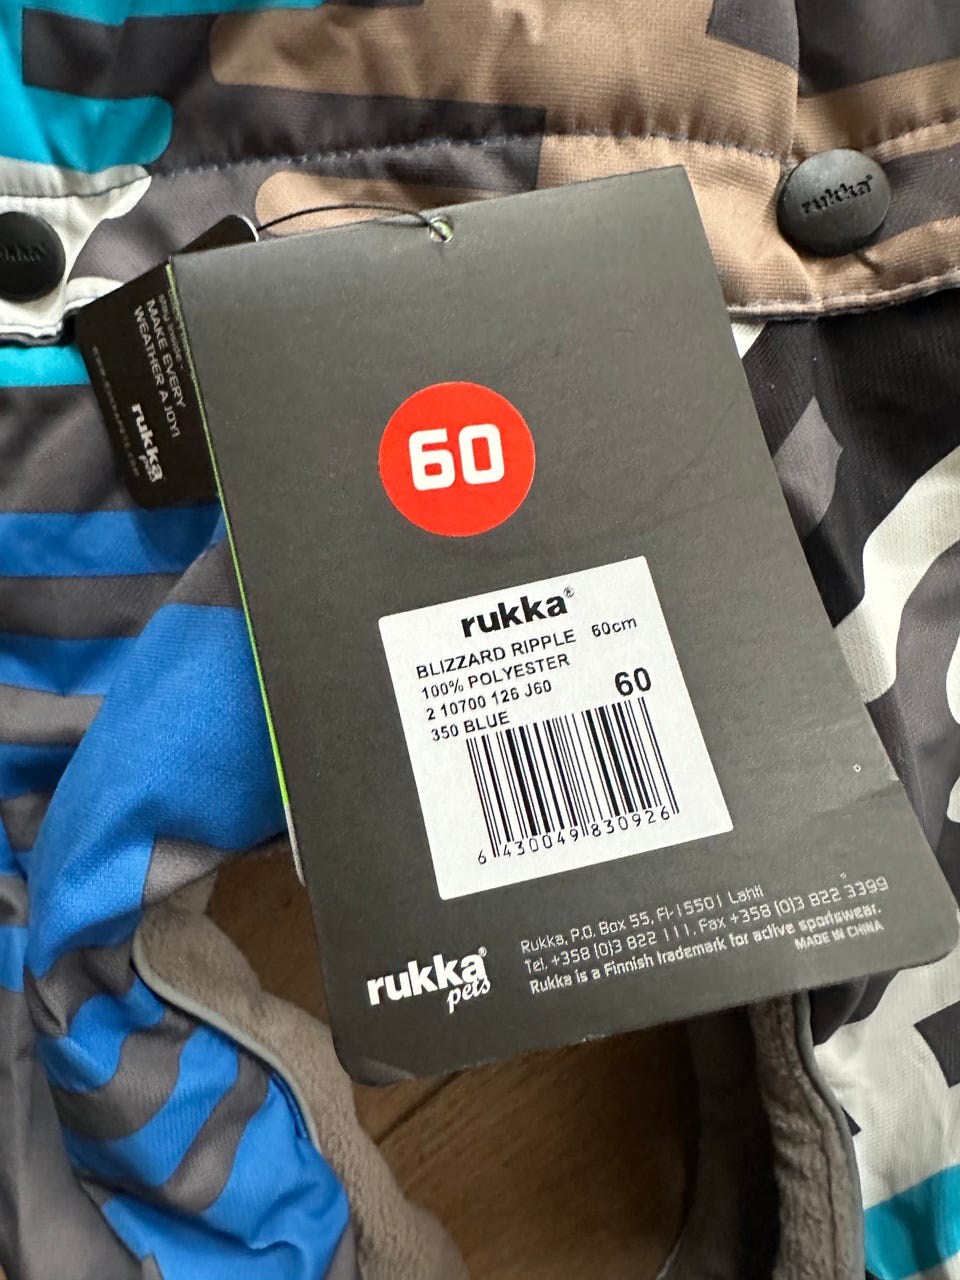 rukka®
MAKE EVERY
WEATHER A JOY!
rukka
pets
60
rukka®
BLIZZARD RIPPLE 60cm
100% POLYESTER
2 10700 126 J60 60
350 BLUE
6 430049 830926
rukka®
pets
Rukka, P.O. Box 55, FI-15501 Lahti
Tel. +358 (0)3 822 111, Fax +358 (0)3 822 3399
Rukka is a Finnish trademark for active sportswear.
MADE IN CHINA